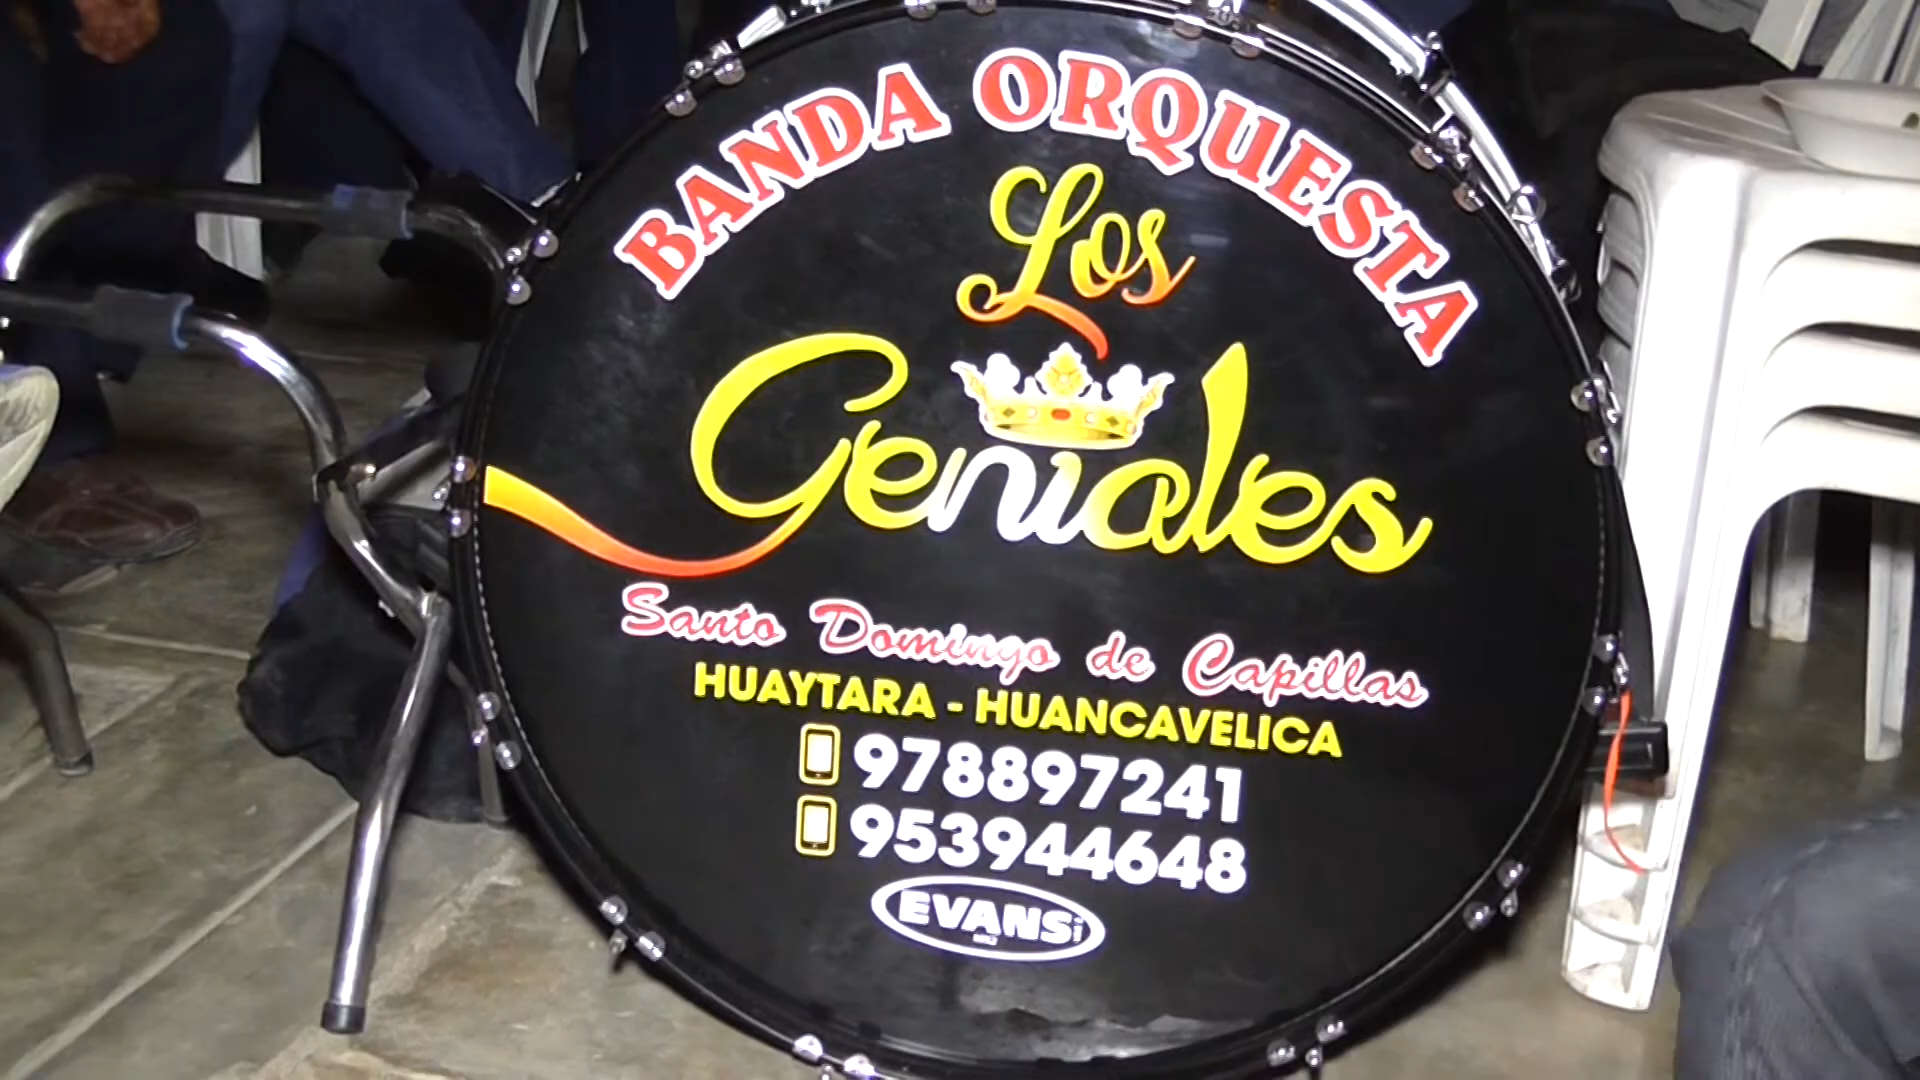 BANDA ORQUESTA
Los
Geniales
Santo Domingo de Capillas
HUAYTARA - HUANCAVELICA
978897241
953944648
EVANS